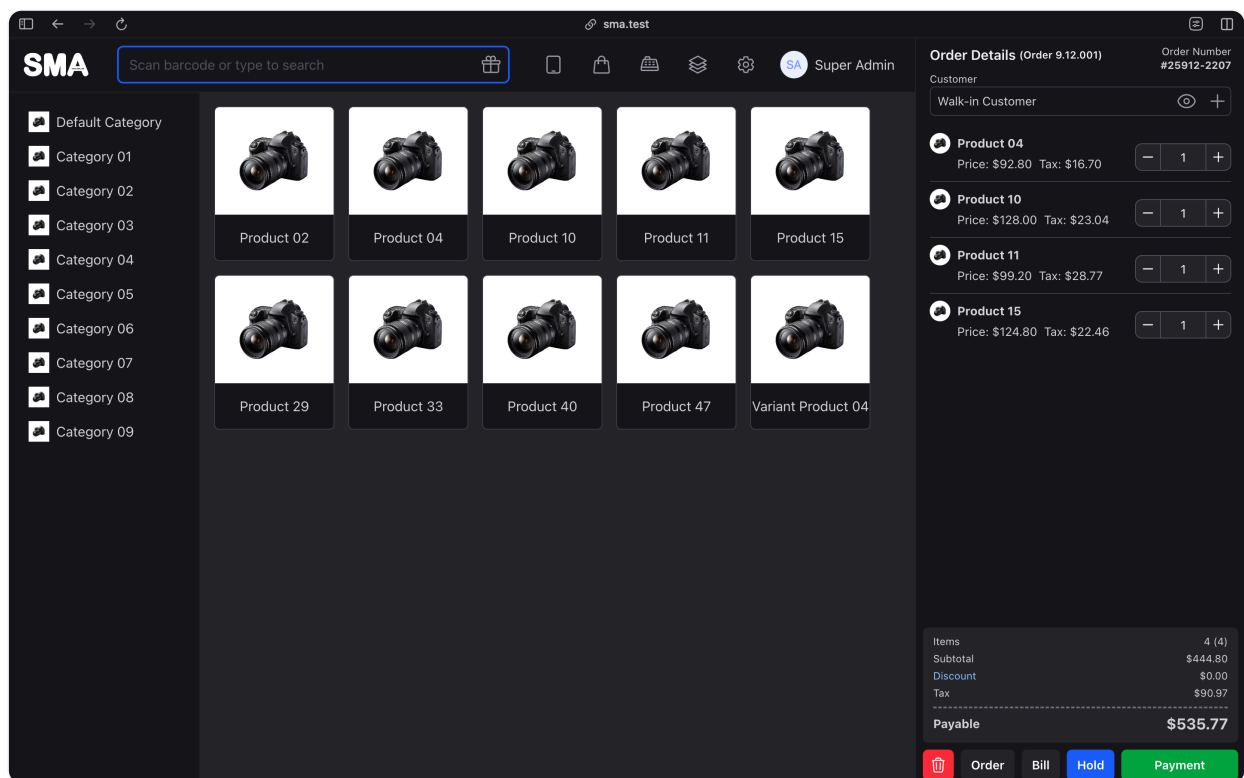 sma.test
SMA
Scan barcode or type to search
SA Super Admin
Default Category
Category 01
Category 02
Category 03
Category 04
Category 05
Category 06
Category 07
Category 08
Category 09
Product 02
Product 04
Product 10
Product 11
Product 15
Product 29
Product 33
Product 40
Product 47
Variant Product 04
Order Details (Order 9.12.001)
Order Number
#25912-2207
Customer
Walk-in Customer
Product 04
Price: $92.80 Tax: $16.70
1
Product 10
Price: $128.00 Tax: $23.04
1
Product 11
Price: $99.20 Tax: $28.77
1
Product 15
Price: $124.80 Tax: $22.46
1
Items 4 (4)
Subtotal $444.80
Discount $0.00
Tax $90.97
Payable $535.77
Order Bill Hold Payment